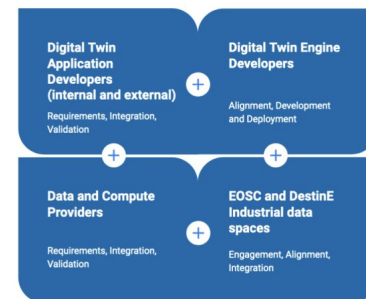 Digital Twin
Application
Developers
(internal and external)
Requirements, Integration,
Validation
Digital Twin Engine
Developers
Alignment, Development
and Deployment
Data and Compute
Providers
Requirements, Integration,
Validation
EOSC and DestinE
Industrial data
spaces
Engagement, Alignment,
Integration